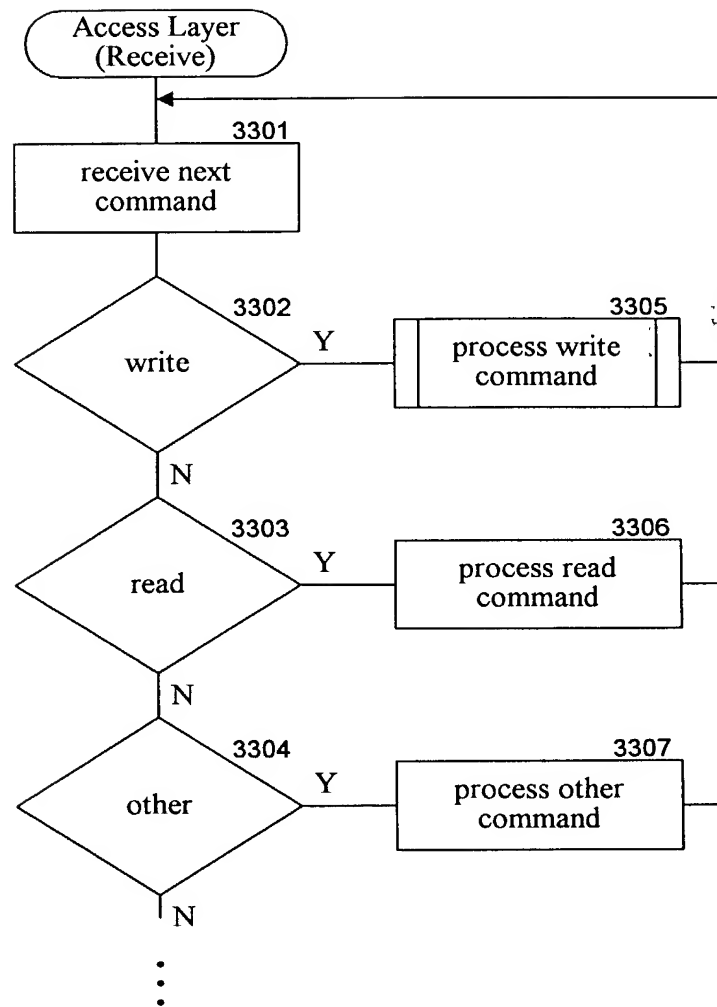 Access Layer
(Receive)
3301
receive next
command
3302
write
Y
3305
process write
command
N
3303
read
Y
3306
process read
command
N
3304
other
Y
3307
process other
command
N